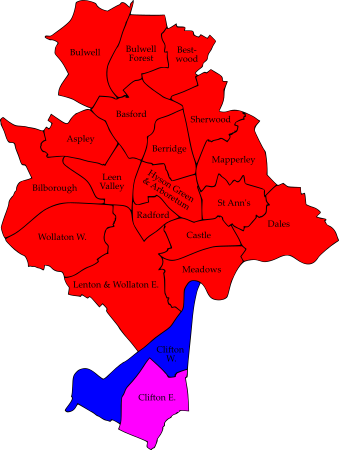 Bulwell
Bulwell
Forest
Best-
wood
Basford
Sherwood
Aspley
Berridge
Mapperley
Bilborough
Leen
Valley
Hyson Green
& Arboretum
St Ann's
Radford
Dales
Wollaton W.
Castle
Meadows
Lenton & Wollaton E.
Clifton
W.
Clifton E.